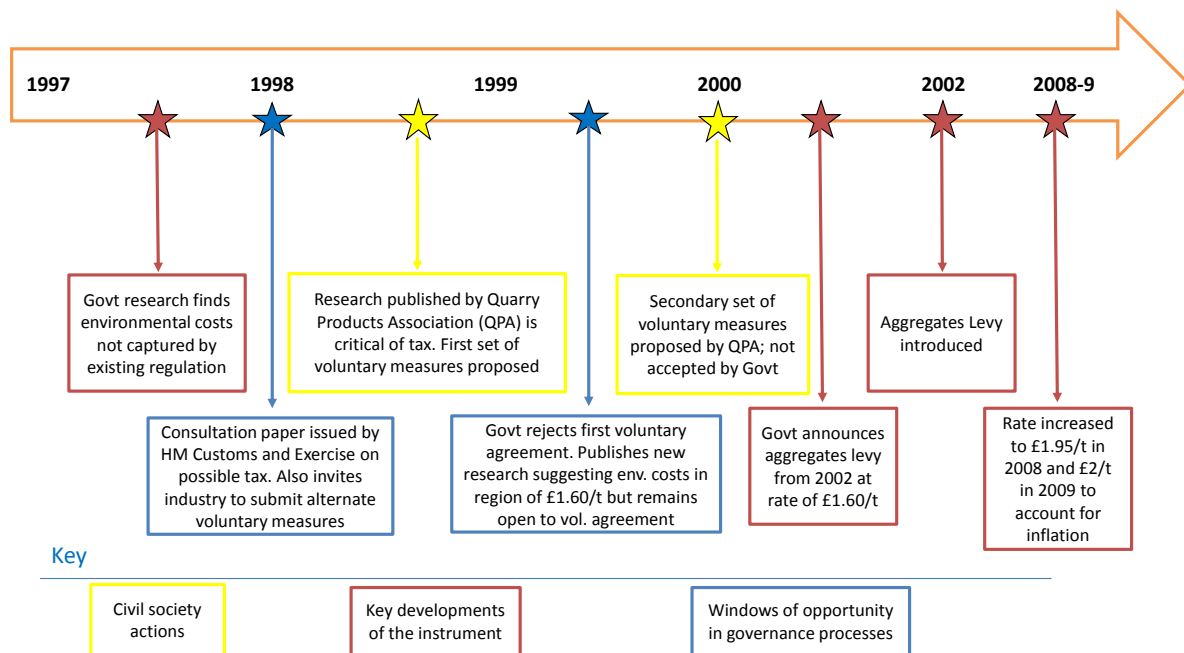 1997
1998
1999
2000
2002
2008-9
Govt research finds
environmental costs
not captured by
existing regulation
Research published by Quarry
Products Association (QPA) is
critical of tax. First set of
voluntary measures proposed
Secondary set of
voluntary measures
proposed by QPA; not
accepted by Govt
Aggregates Levy
introduced
Consultation paper issued by
HM Customs and Exercise on
possible tax. Also invites
industry to submit alternate
voluntary measures
Govt rejects first voluntary
agreement. Publishes new
research suggesting env. costs in
region of £1.60/t but remains
open to vol. agreement
Govt announces
aggregates levy
from 2002 at
rate of £1.60/t
Rate increased
to £1.95/t in
2008 and £2/t
in 2009 to
account for
inflation
Key
Civil society
actions
Key developments
of the instrument
Windows of opportunity
in governance processes